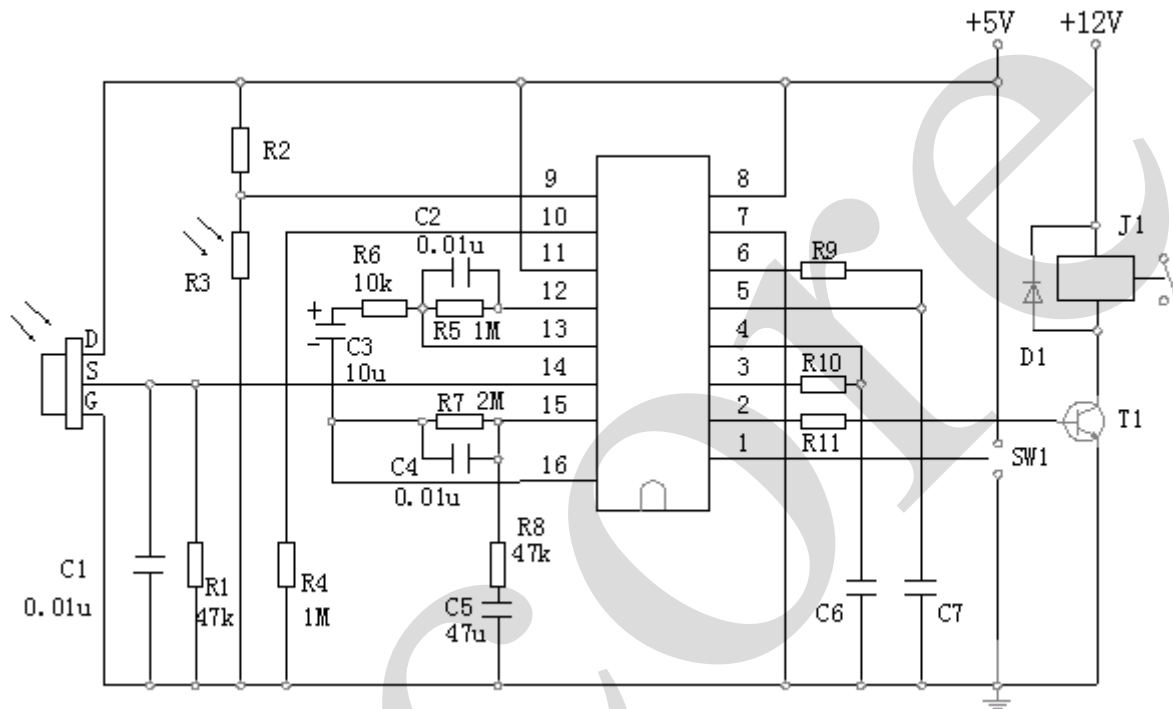 +5V +12V
R2
9 8
10 7
C2
0.01u
J1
R6
10k
11 6 R9
R3
12 5
R5 1M
13 4
+
-
C3
10u
D1
D
S
G
14 3 R10
R7 2M
15 2
R11
T1
1
SW1
C4
0.01u
16
R8
47k
C1
0.01u
R1
47k
R4
1M
C5
47u
C6 C7
core